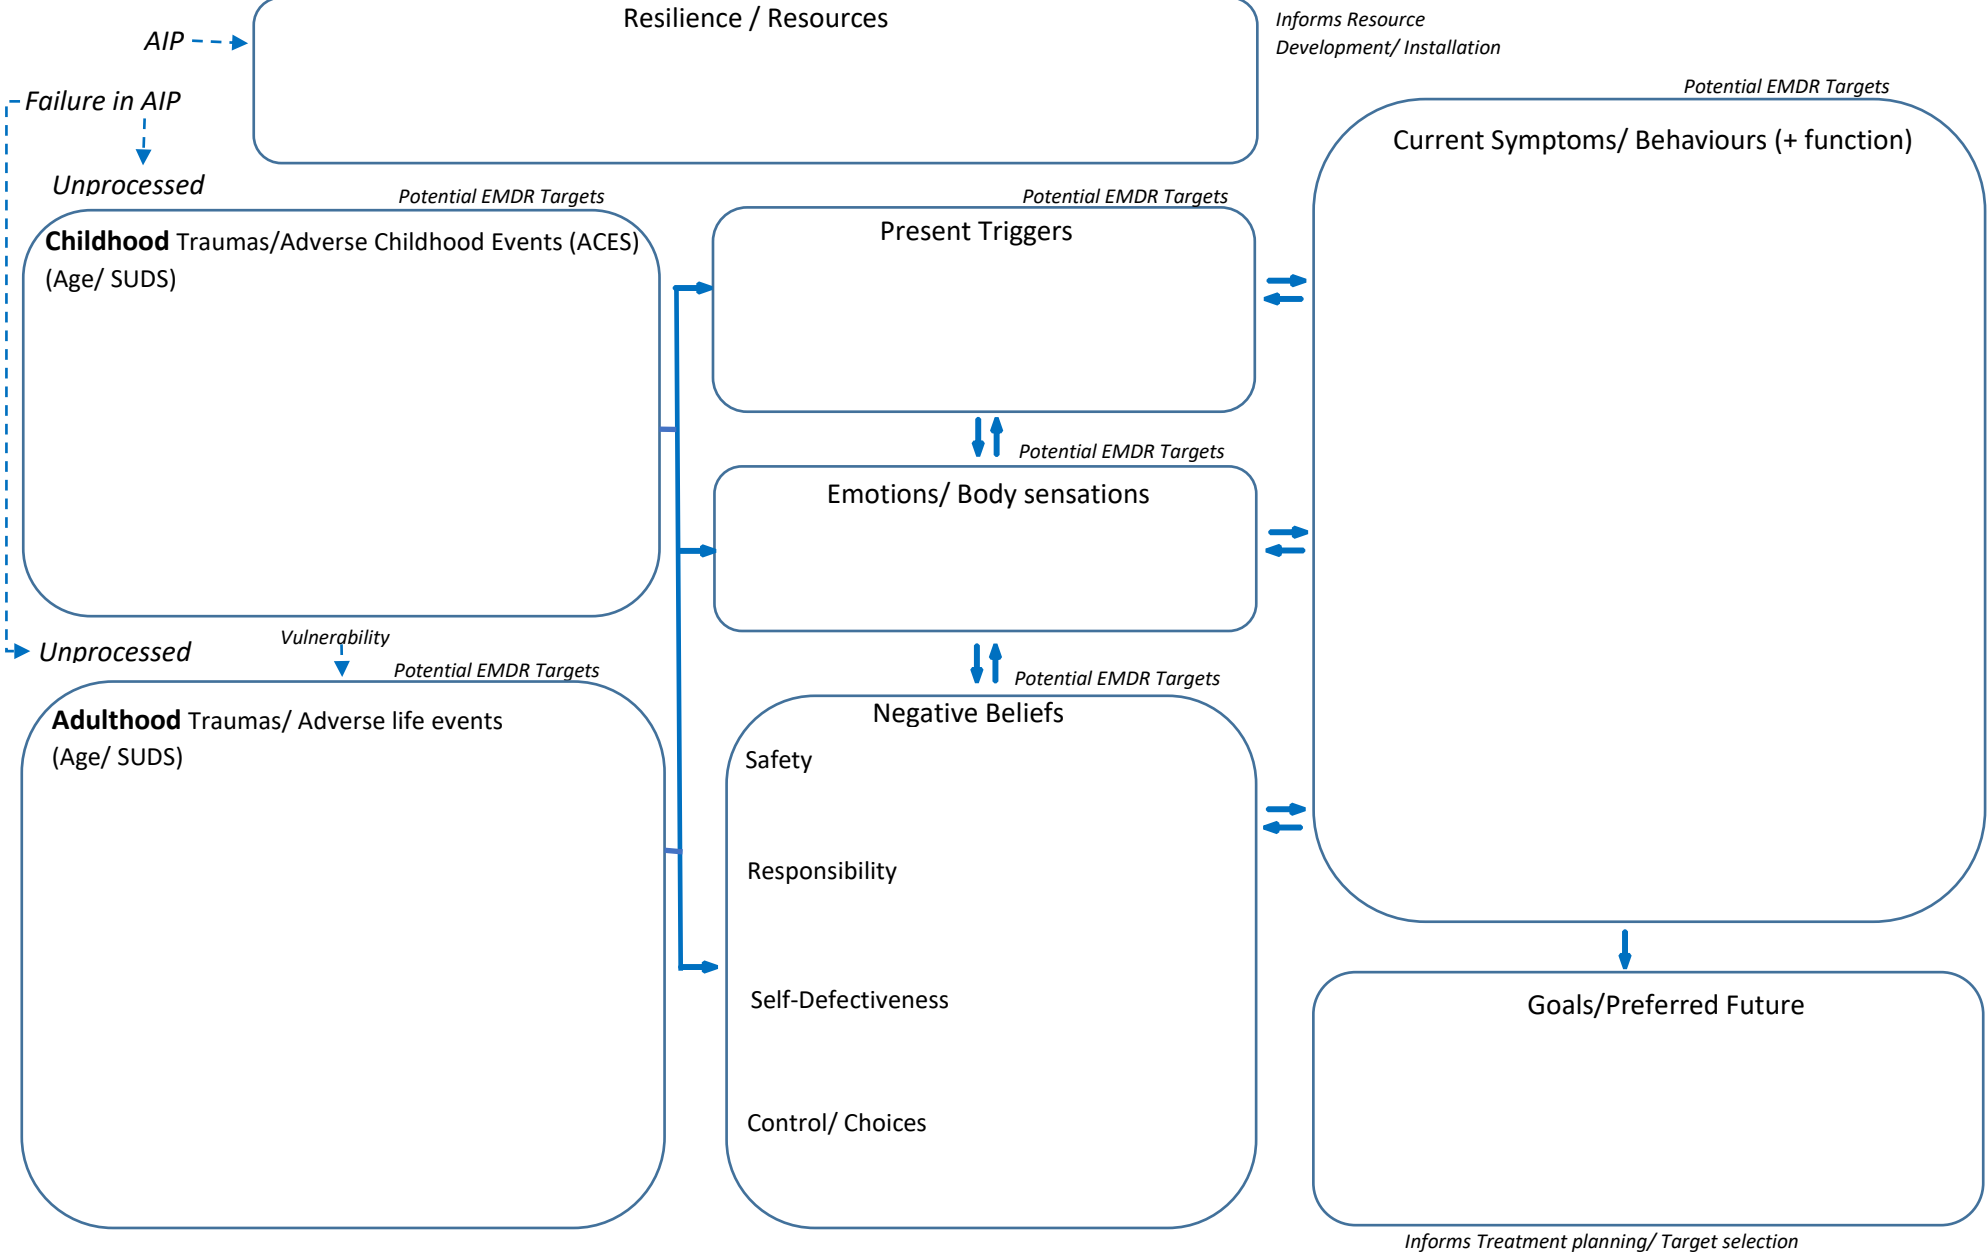 Resilience / Resources
Informs Resource
Development/ Installation
AIP
Failure in AIP
Unprocessed
Potential EMDR Targets
Childhood Traumas/Adverse Childhood Events (ACES)
(Age/ SUDS)
Potential EMDR Targets
Present Triggers
Potential EMDR Targets
Current Symptoms/ Behaviours (+ function)
Potential EMDR Targets
Emotions/ Body sensations
Unprocessed
Vulnerability
Potential EMDR Targets
Adulthood Traumas/ Adverse life events
(Age/ SUDS)
Potential EMDR Targets
Negative Beliefs
Safety
Responsibility
Self-Defectiveness
Control/ Choices
Goals/Preferred Future
Informs Treatment planning/ Target selection